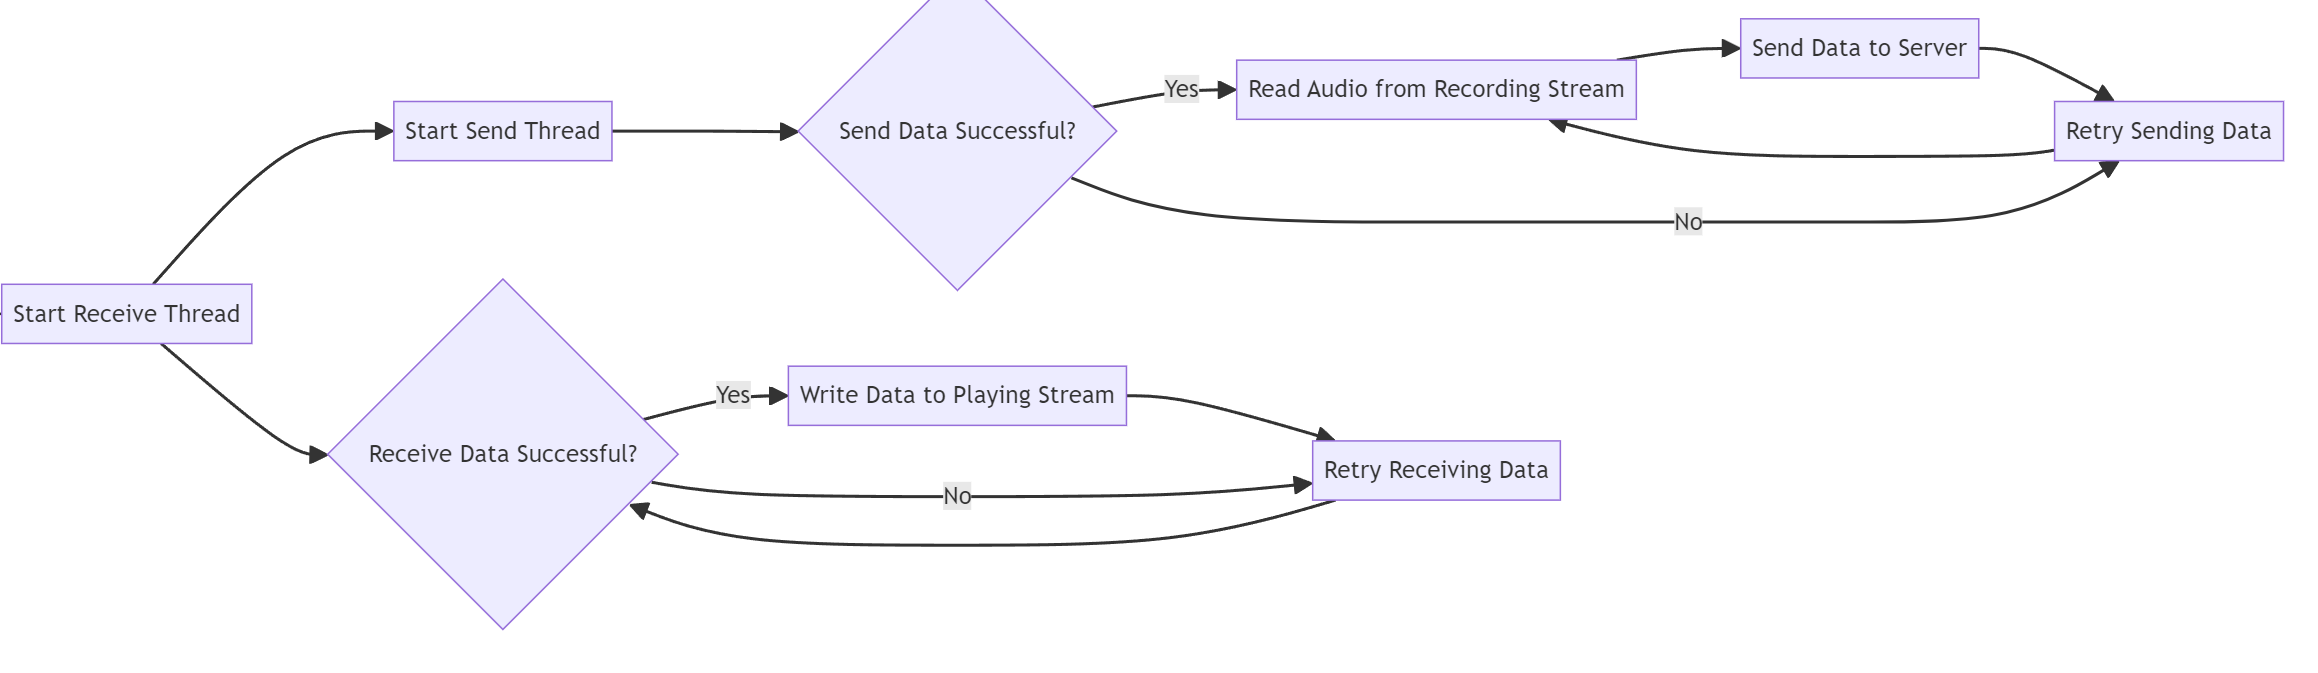 Send Data to Server
Yes
Read Audio from Recording Stream
Start Send Thread
Send Data Successful?
Retry Sending Data
No
Start Receive Thread
Yes
Write Data to Playing Stream
Receive Data Successful?
Retry Receiving Data
No